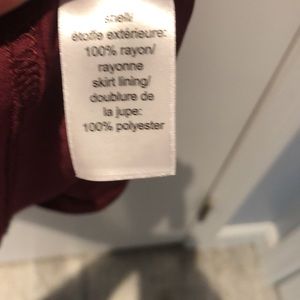 shell/
étoffe extérieure:
100% rayon/
rayonne
skirt lining/
doublure de
la jupe:
100% polyester